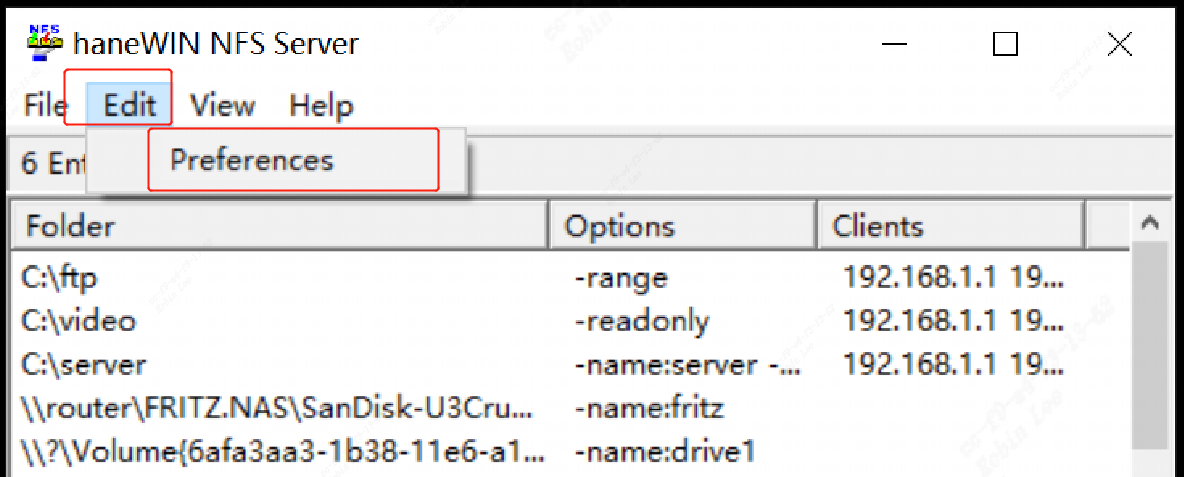 NFS
haneWIN NFS Server
File Edit View Help
Preferences
6 Ent
Folder Options Clients
C:\ftp -range 192.168.1.1 19...
C:\video -readonly 192.168.1.1 19...
C:\server -name:server -... 192.168.1.1 19...
\\router\FRITZ.NAS\SanDisk-U3Cru... -name:fritz
\\?\Volume{6afa3aa3-1b38-11e6-a1... -name:drive1